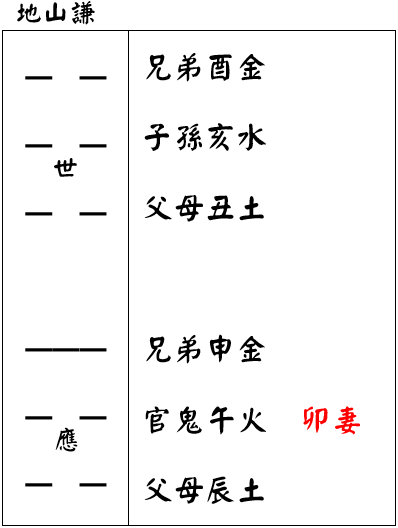 地山謙
兄弟酉金
子孫亥水
世
父母丑土
兄弟申金
官鬼午火 卯妻
應
父母辰土